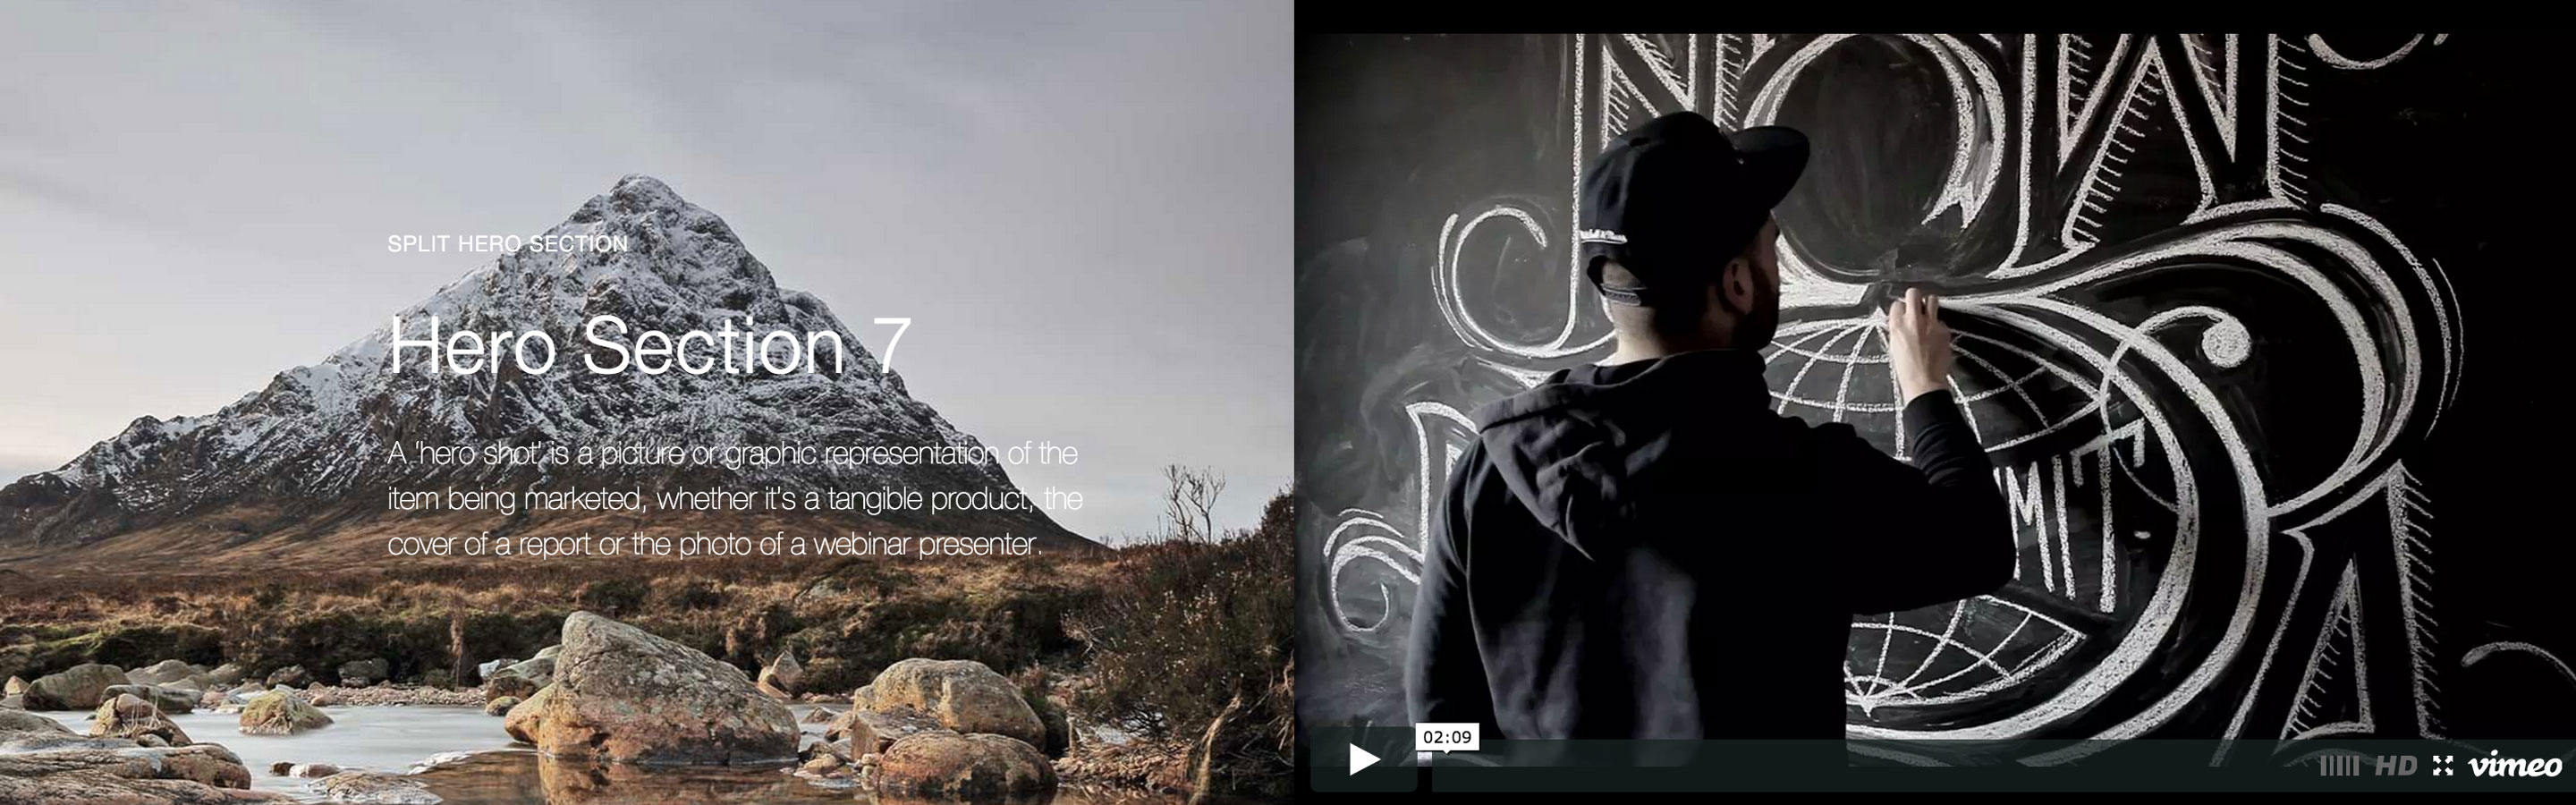 SPLIT HERO SECTION
Hero Section 7
A 'hero shot' is a picture or graphic representation of the
item being marketed, whether it's a tangible product, the
cover of a report or the photo of a webinar presenter.
02:09
HD vimeo